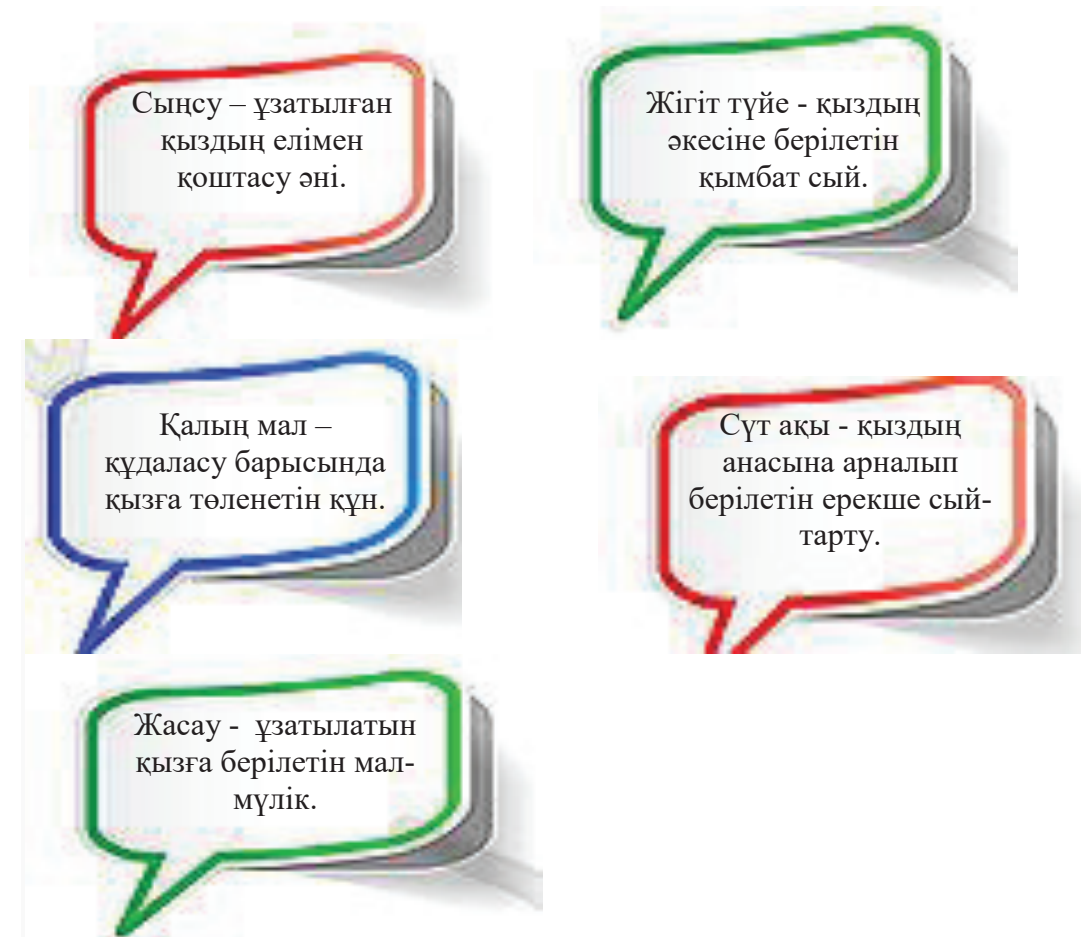 Сыңсу – ұзатылған
қыздың елімен
қоштасу әні.
Жігіт түйе - қыздың
әкесіне берілетін
қымбат сый.
Қалың мал –
құдаласу барысында
қызға төленетін құн.
Сүт ақы - қыздың
анасына арналып
берілетін ерекше сый-
тарту.
Жасау - ұзатылатын
қызға берілетін мал-
мүлік.